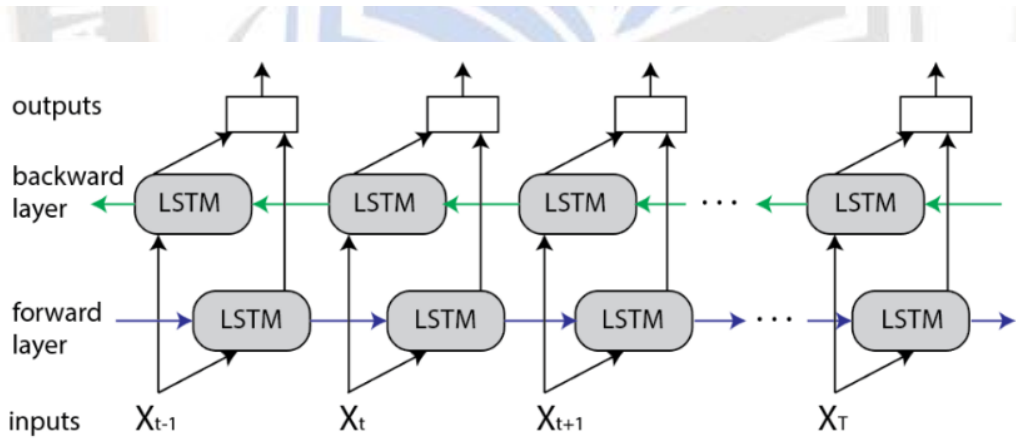 outputs
backward
layer
LSTM LSTM LSTM ... LSTM
forward
layer
LSTM LSTM LSTM ... LSTM
inputs Xt-1 Xt Xt+1 XT